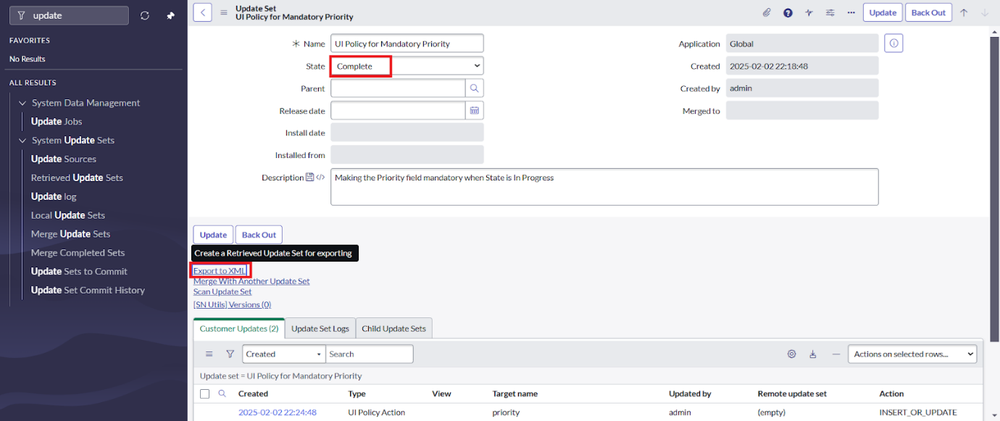 update
FAVORITES
No Results
ALL RESULTS
System Data Management
Update Jobs
System Update Sets
Update Sources
Retrieved Update Sets
Update log
Local Update Sets
Merge Update Sets
Merge Completed Sets
Update Sets to Commit
Update Set Commit History
Update Set
UI Policy for Mandatory Priority
Update
Back Out
Name UI Policy for Mandatory Priority
Application Global
State Complete
Created 2025-02-02 22:18:48
Parent
Created by admin
Release date
Merged to
Install date
Installed from
Description </> Making the Priority field mandatory when State is In Progress
Update Back Out
Create a Retrieved Update Set for exporting
Export to XML
Merge With Another Update Set
Scan Update Set
[SN Utils] Versions (0)
Customer Updates (2) Update Set Logs Child Update Sets
Created Search Actions on selected rows...
Update set = UI Policy for Mandatory Priority
Created Type View Target name Updated by Remote update set Action
2025-02-02 22:24:48 UI Policy Action priority admin (empty) INSERT_OR_UPDATE